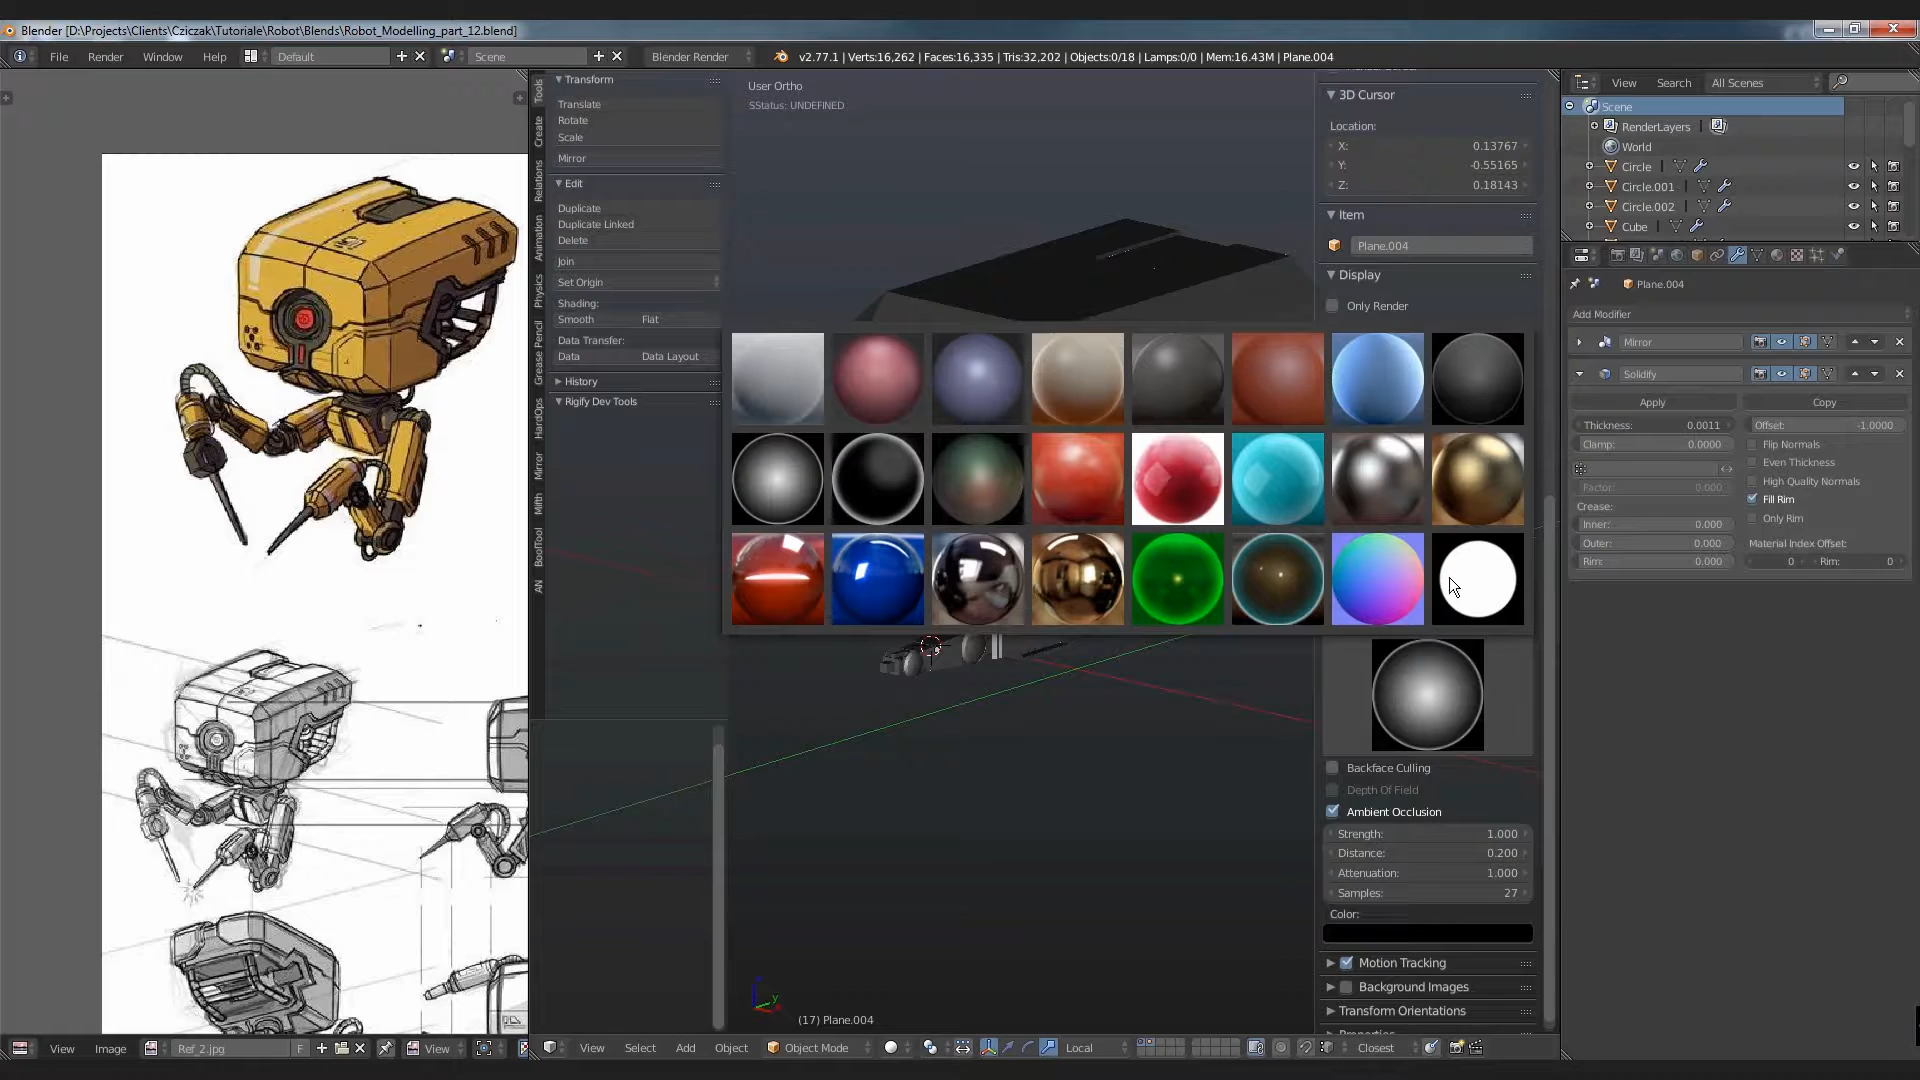 Blender [D:\Projects\Clients\Cziczak\Tutoriale\Robot\Blends\Robot_Modelling_part_12.blend]
File Render Window Help Default Scene Blender Render v2.77.1 | Verts:16,262 | Faces:16,335 | Tris:32,202 | Objects:0/18 | Lamps:0/0 | Mem:16.43M | Plane.004
Tools
Create
Relations
Animation
Physics
Grease Pencil
HardOps
Mirror
Mifth
BoolTool
AN
Transform
Translate
Rotate
Scale
Mirror
Edit
Duplicate
Duplicate Linked
Delete
Join
Set Origin
Shading:
Smooth Flat
Data Transfer:
Data Data Layout
History
Rigify Dev Tools
User Ortho
SStatus: UNDEFINED
3D Cursor
Location:
X: 0.13767
Y: -0.55165
Z: 0.18143
Item
Plane.004
Display
Only Render
Backface Culling
Depth Of Field
Ambient Occlusion
Strength: 1.000
Distance: 0.200
Attenuation: 1.000
Samples: 27
Color:
Motion Tracking
Background Images
Transform Orientations
View Search All Scenes
Scene
RenderLayers |
World
Circle
Circle.001
Circle.002
Cube
Plane.004
Add Modifier
Mirror
Solidify
Apply Copy
Thickness: 0.0011 Offset: -1.0000
Clamp: 0.0000 Flip Normals
Even Thickness
Factor: 0.000 High Quality Normals
Crease: Fill Rim
Inner: 0.000 Only Rim
Outer: 0.000 Material Index Offset:
Rim: 0.000 0 Rim: 0
y
(17) Plane.004
View Image Ref 2.jpg F View
View Select Add Object Object Mode Local Closest